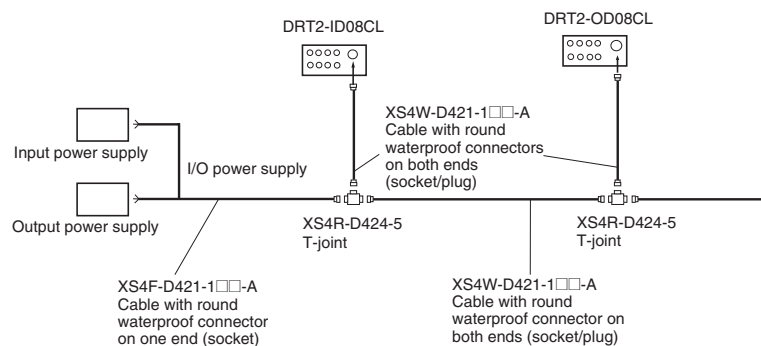 DRT2-ID08CL
DRT2-OD08CL
XS4W-D421-1□□-A
Cable with round
waterproof connectors
on both ends
(socket/plug)
Input power supply
I/O power supply
Output power supply
XS4R-D424-5
T-joint
XS4R-D424-5
T-joint
XS4F-D421-1□□-A
Cable with round
waterproof connector
on one end (socket)
XS4W-D421-1□□-A
Cable with round
waterproof connector on
both ends (socket/plug)